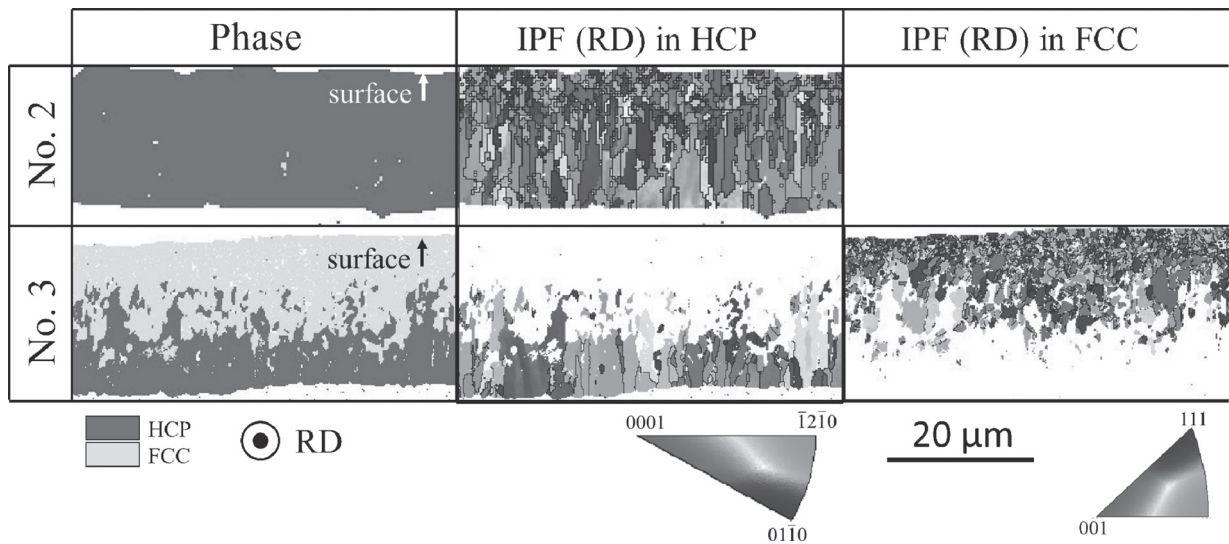 Phase
IPF (RD) in HCP
IPF (RD) in FCC
No. 2
surface
No. 3
surface
HCP
FCC
RD
0001
1̄21̄0
011̄0
20 μm
111
001